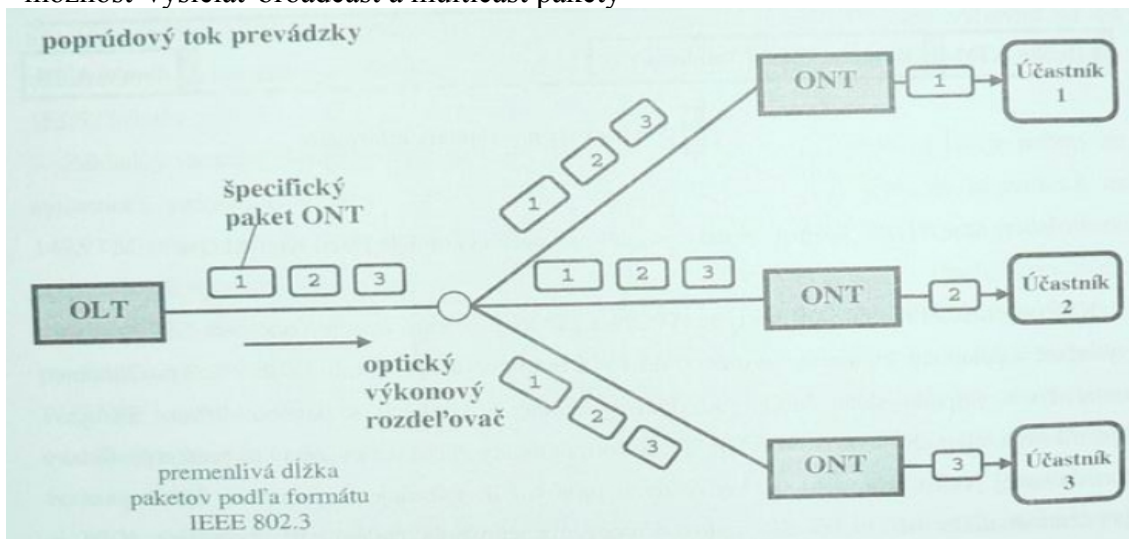 možnosť vysielať broadcast a multicast pakety
poprúdový tok prevádzky
ONT
1
Účastník
1
3
2
1
špecifický
paket ONT
1 2 3
1 2 3
OLT
ONT
2
Účastník
2
optický
výkonový
rozdeľovač
1
2
3
premenlivá dĺžka
paketov podľa formátu
IEEE 802.3
ONT
3
Účastník
3